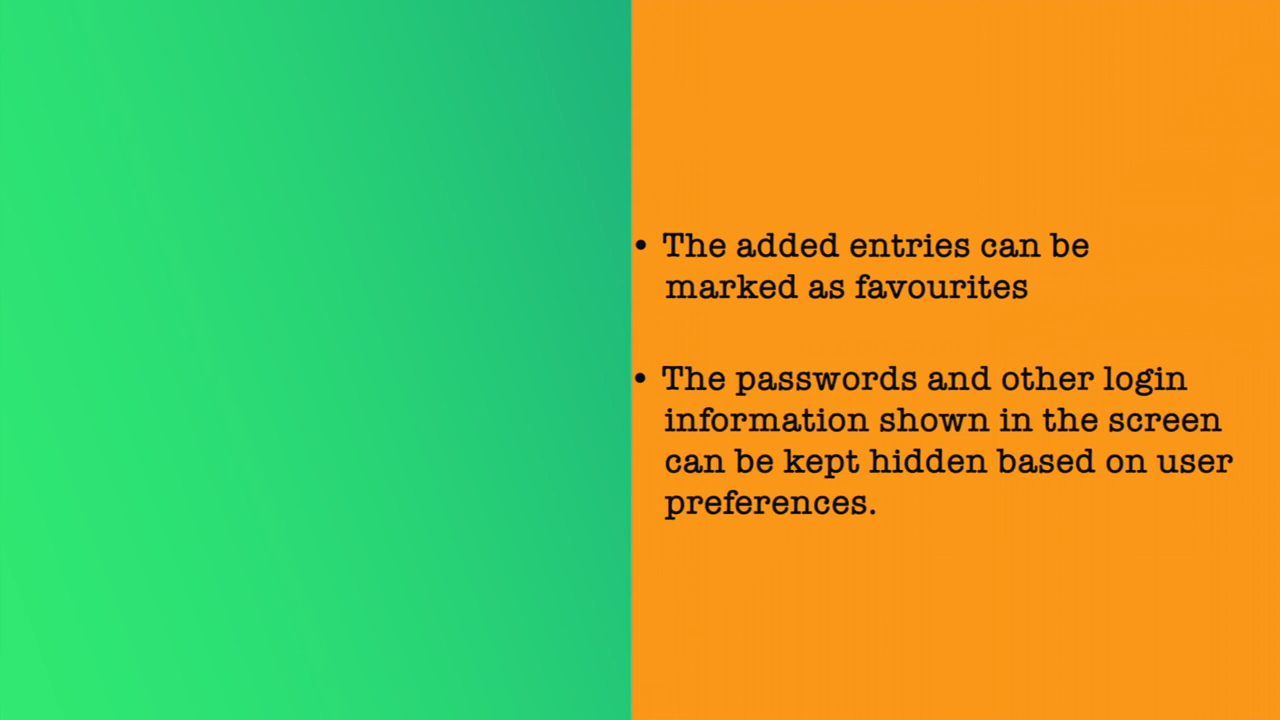 • The added entries can be
marked as favourites
• The passwords and other login
information shown in the screen
can be kept hidden based on user
preferences.